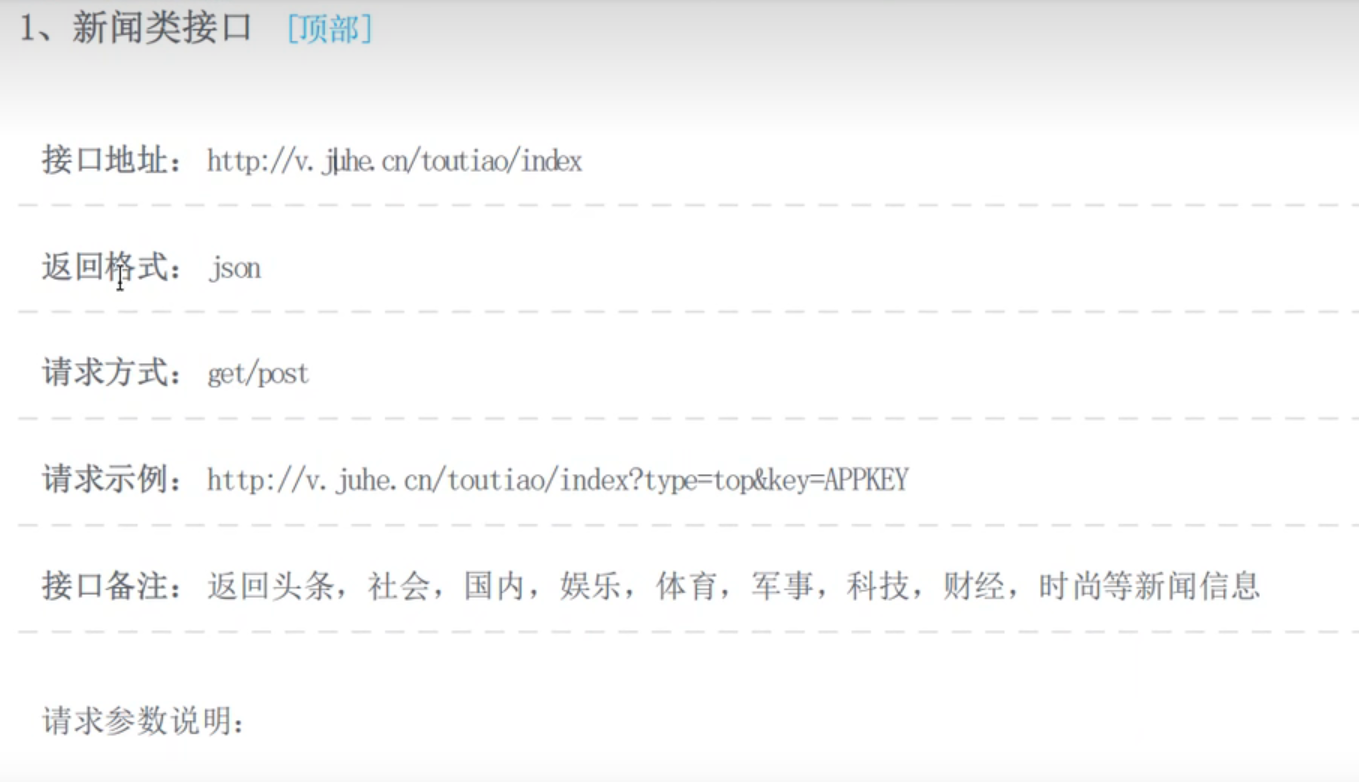 1、新闻类接口 [顶部]
接口地址： http://v.juhe.cn/toutiao/index
返回格式： json
请求方式： get/post
请求示例： http://v.juhe.cn/toutiao/index?type=top&key=APPKEY
接口备注： 返回头条，社会，国内，娱乐，体育，军事，科技，财经，时尚等新闻信息
请求参数说明：